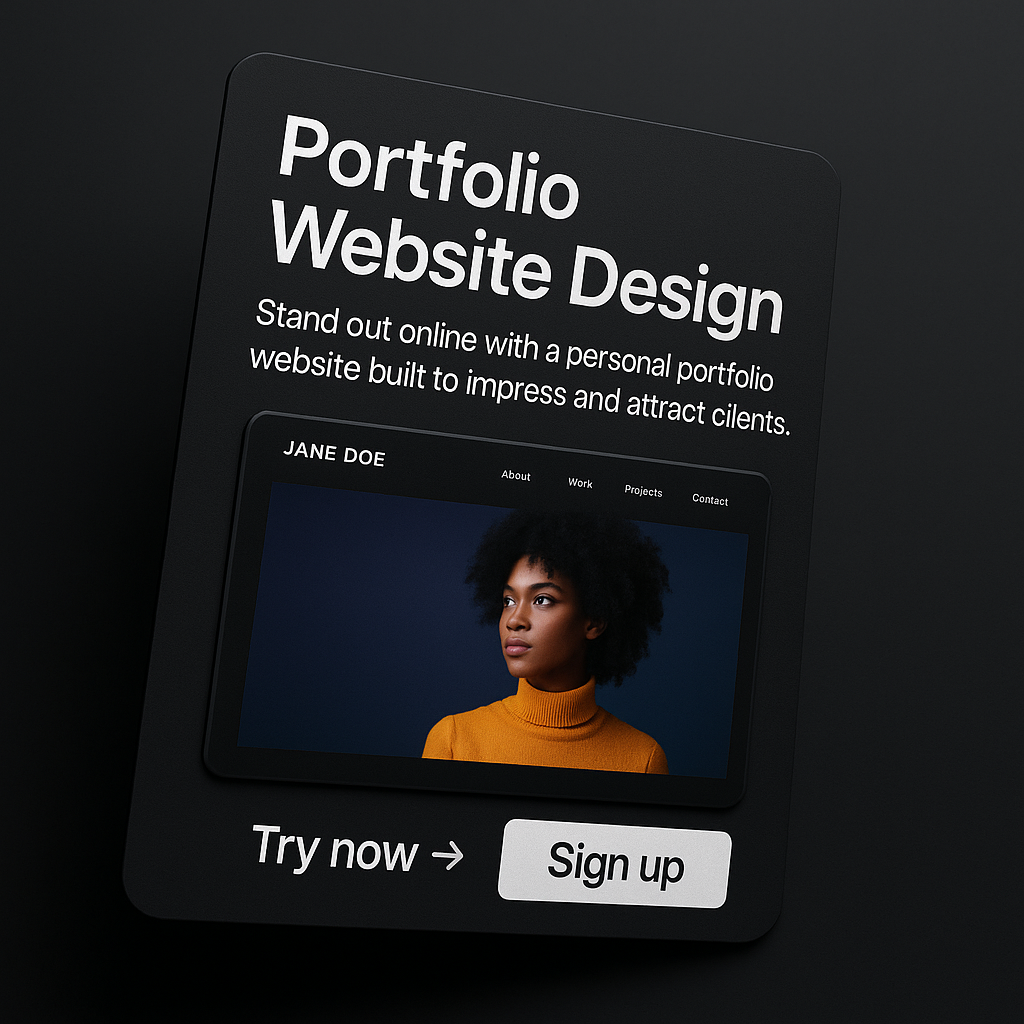 Portfolio
Website Design
Stand out online with a personal portfolio
website built to impress and attract cilents.
JANE DOE
About Work Projects Contact
Try now →
Sign up